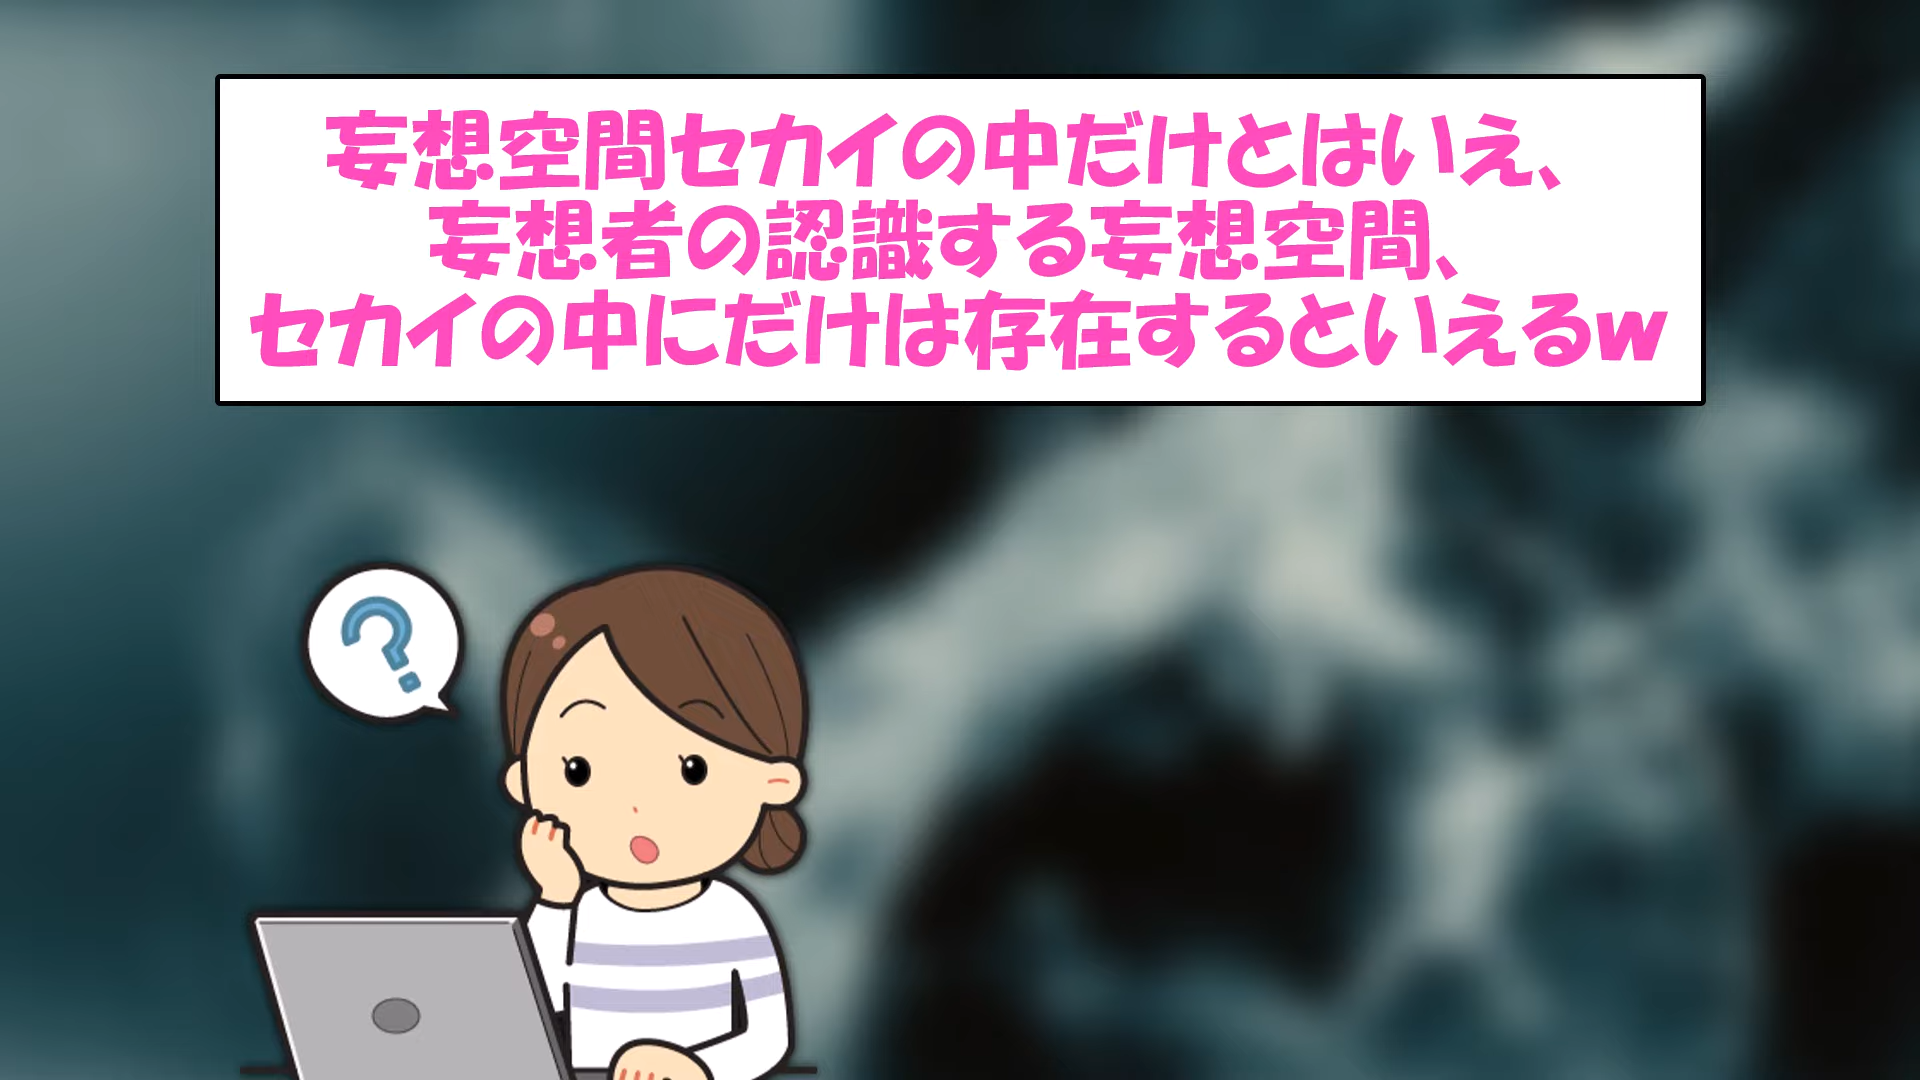 妄想空間セカイの中だけとはいえ、
妄想者の認識する妄想空間、
セカイの中にだけは存在するといえるw
?